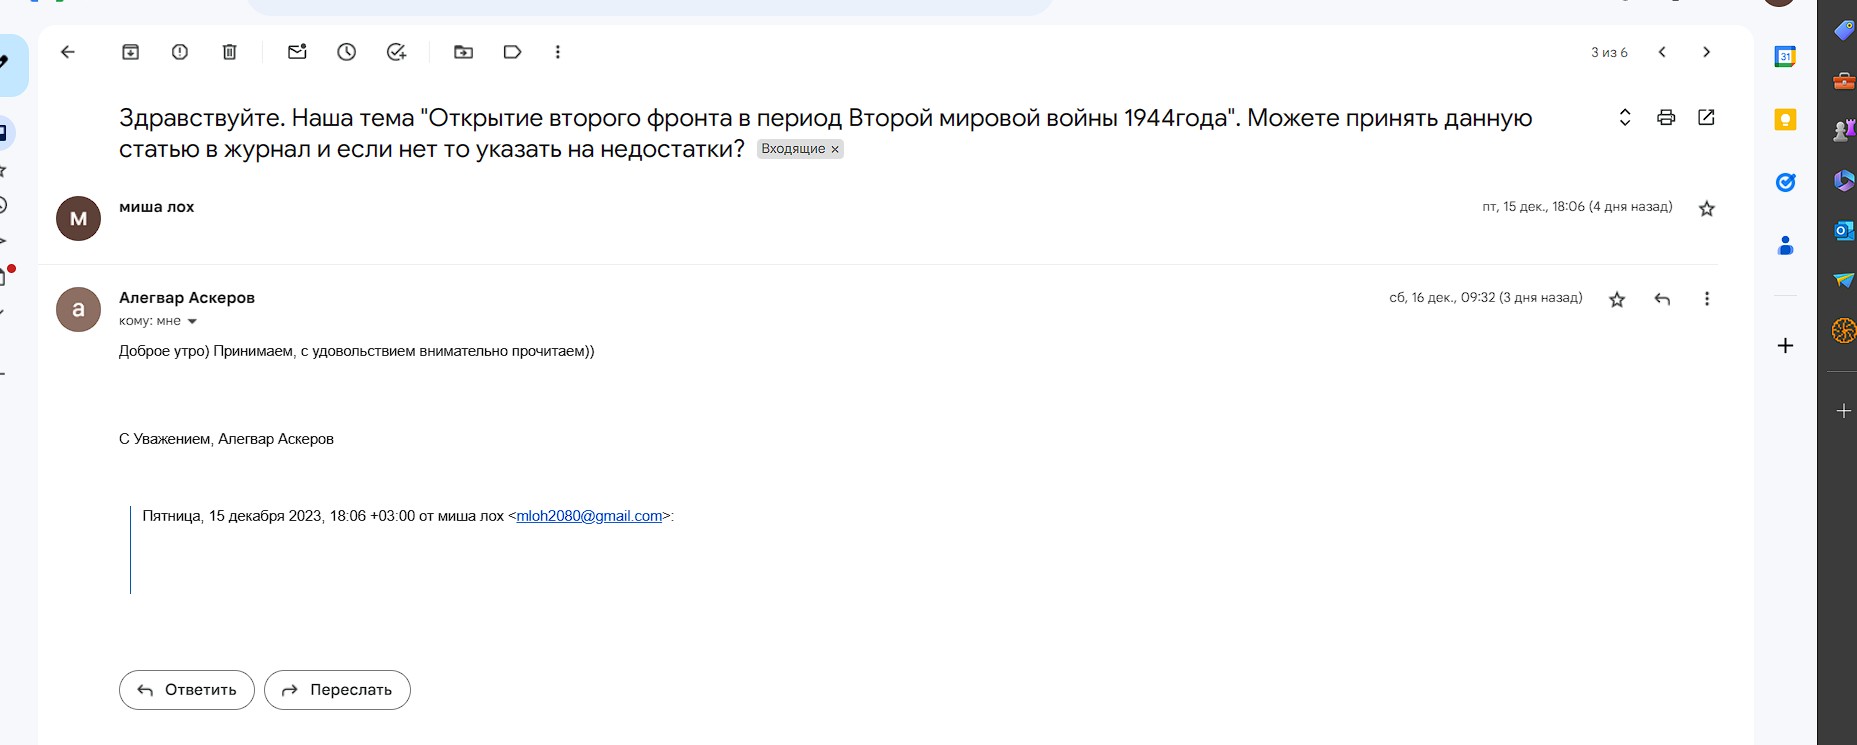 3 из 6
Здравствуйте. Наша тема "Открытие второго фронта в период Второй мировой войны 1944года". Можете принять данную
статью в журнал и если нет то указать на недостатки? Входящие ×
М
миша лох
пт, 15 дек., 18:06 (4 дня назад)
а
Алегвар Аскеров
сб, 16 дек., 09:32 (3 дня назад)
кому: мне
Доброе утро) Принимаем, с удовольствием внимательно прочитаем))
С Уважением, Алегвар Аскеров
Пятница, 15 декабря 2023, 18:06 +03:00 от миша лох <mloh2080@gmail.com>:
Ответить
Переслать
31